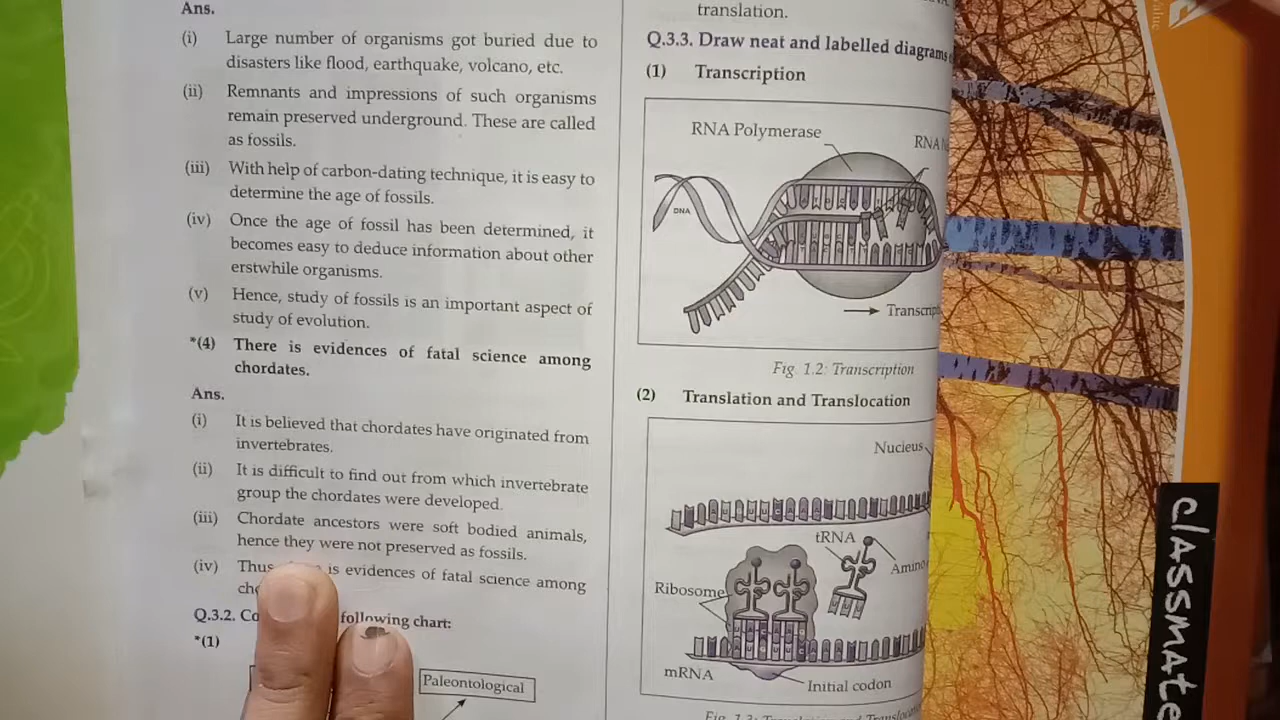 Ans.
(i) Large number of organisms got buried due to
disasters like flood, earthquake, volcano, etc.
(ii) Remnants and impressions of such organisms
remain preserved underground. These are called
as fossils.
(iii) With help of carbon-dating technique, it is easy to
determine the age of fossils.
(iv) Once the age of fossil has been determined, it
becomes easy to deduce information about other
erstwhile organisms.
(v) Hence, study of fossils is an important aspect of
study of evolution.
*(4) There is evidences of fatal science among
chordates.
Ans.
(i) It is believed that chordates have originated from
invertebrates.
(ii) It is difficult to find out from which invertebrate
group the chordates were developed.
(iii) Chordate ancestors were soft bodied animals,
hence they were not preserved as fossils.
(iv) Thus is evidences of fatal science among
Q.3.2. following chart:
*(1)
Paleontological
translation.
Q.3.3. Draw neat and labelled diagrams
(1) Transcription
RNA Polymerase
RNA
DNA
Fig. 1.2: Transcription
(2) Translation and Translocation
Nucleus
tRNA
Amino
Ribosome
mRNA
Initial codon
value
classmate